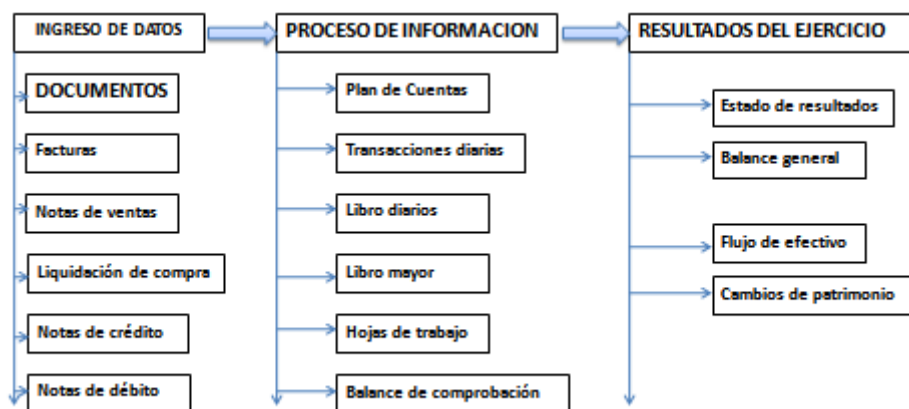 INGRESO DE DATOS
PROCESO DE INFORMACION
RESULTADOS DEL EJERCICIO
DOCUMENTOS
Facturas
Notas de ventas
Liquidación de compra
Notas de crédito
Notas de débito
Plan de Cuentas
Transacciones diarias
Libro diarios
Libro mayor
Hojas de trabajo
Balance de comprobación
Estado de resultados
Balance general
Flujo de efectivo
Cambios de patrimonio